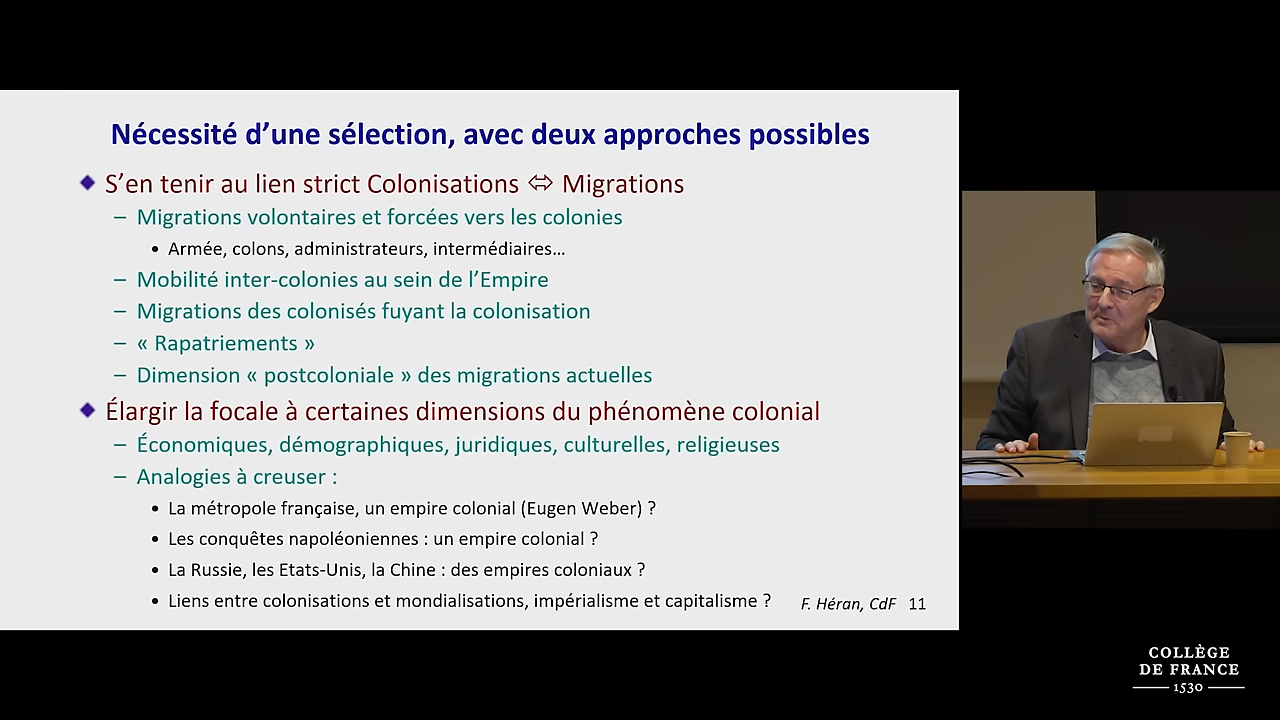 Nécessité d’une sélection, avec deux approches possibles
S’en tenir au lien strict Colonisations ⇔ Migrations
– Migrations volontaires et forcées vers les colonies
• Armée, colons, administrateurs, intermédiaires…
– Mobilité inter-colonies au sein de l’Empire
– Migrations des colonisés fuyant la colonisation
– « Rapatriements »
– Dimension « postcoloniale » des migrations actuelles
Élargir la focale à certaines dimensions du phénomène colonial
– Économiques, démographiques, juridiques, culturelles, religieuses
– Analogies à creuser :
• La métropole française, un empire colonial (Eugen Weber) ?
• Les conquêtes napoléoniennes : un empire colonial ?
• La Russie, les Etats-Unis, la Chine : des empires coloniaux ?
• Liens entre colonisations et mondialisations, impérialisme et capitalisme ?
F. Héran, CdF 11
COLLÈGE
DE FRANCE
1530